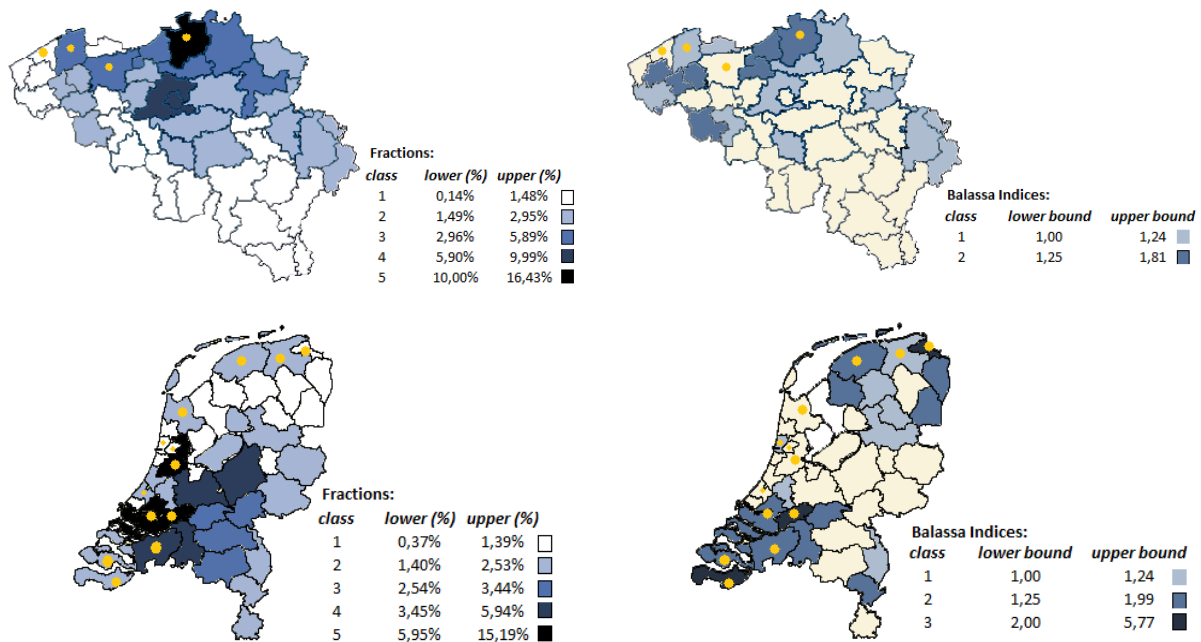 Fractions:
class lower (%) upper (%)
1 0,14% 1,48%
2 1,49% 2,95%
3 2,96% 5,89%
4 5,90% 9,99%
5 10,00% 16,43%
Balassa Indices:
class lower bound upper bound
1 1,00 1,24
2 1,25 1,81
Fractions:
class lower (%) upper (%)
1 0,37% 1,39%
2 1,40% 2,53%
3 2,54% 3,44%
4 3,45% 5,94%
5 5,95% 15,19%
Balassa Indices:
class lower bound upper bound
1 1,00 1,24
2 1,25 1,99
3 2,00 5,77